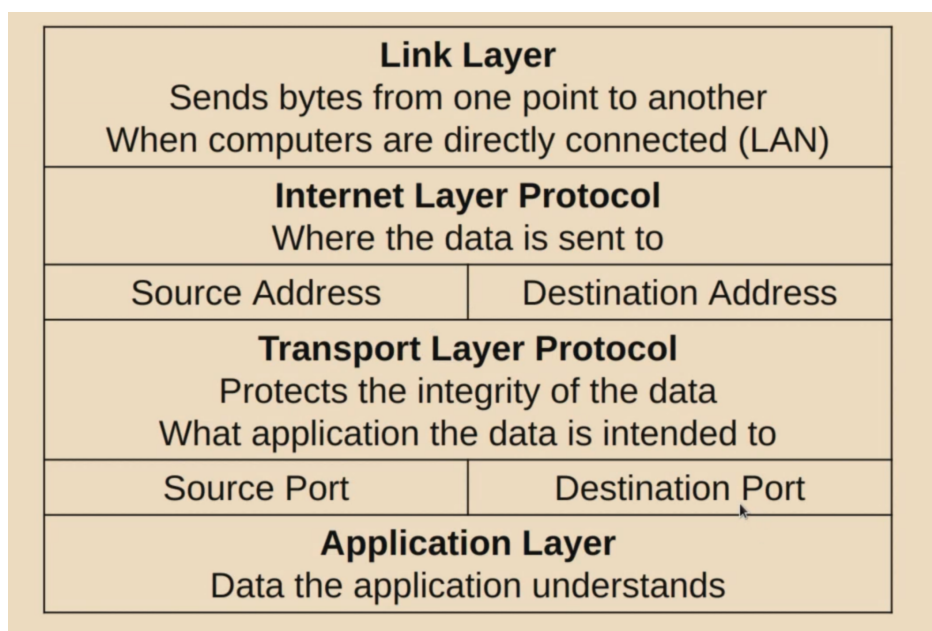 Link Layer
Sends bytes from one point to another
When computers are directly connected (LAN)
Internet Layer Protocol
Where the data is sent to
Source Address
Destination Address
Transport Layer Protocol
Protects the integrity of the data
What application the data is intended to
Source Port
Destination Port
Application Layer
Data the application understands